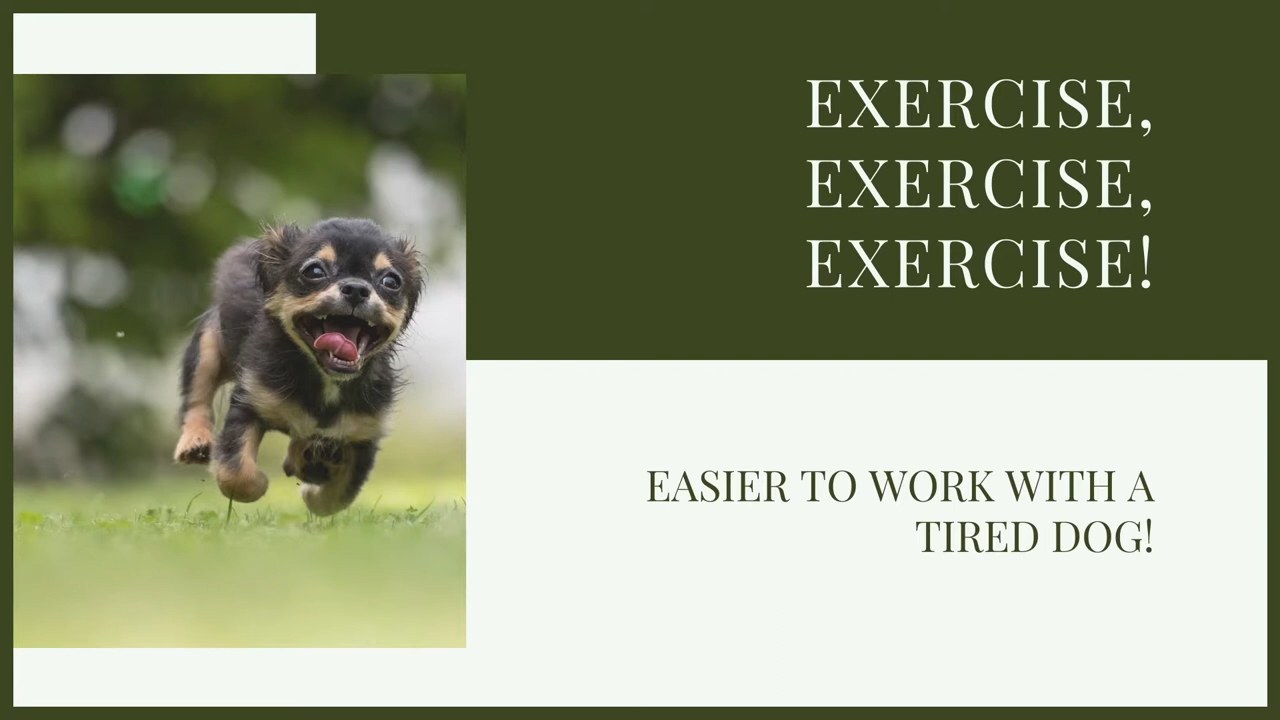 EXERCISE,
EXERCISE,
EXERCISE!
EASIER TO WORK WITH A
TIRED DOG!